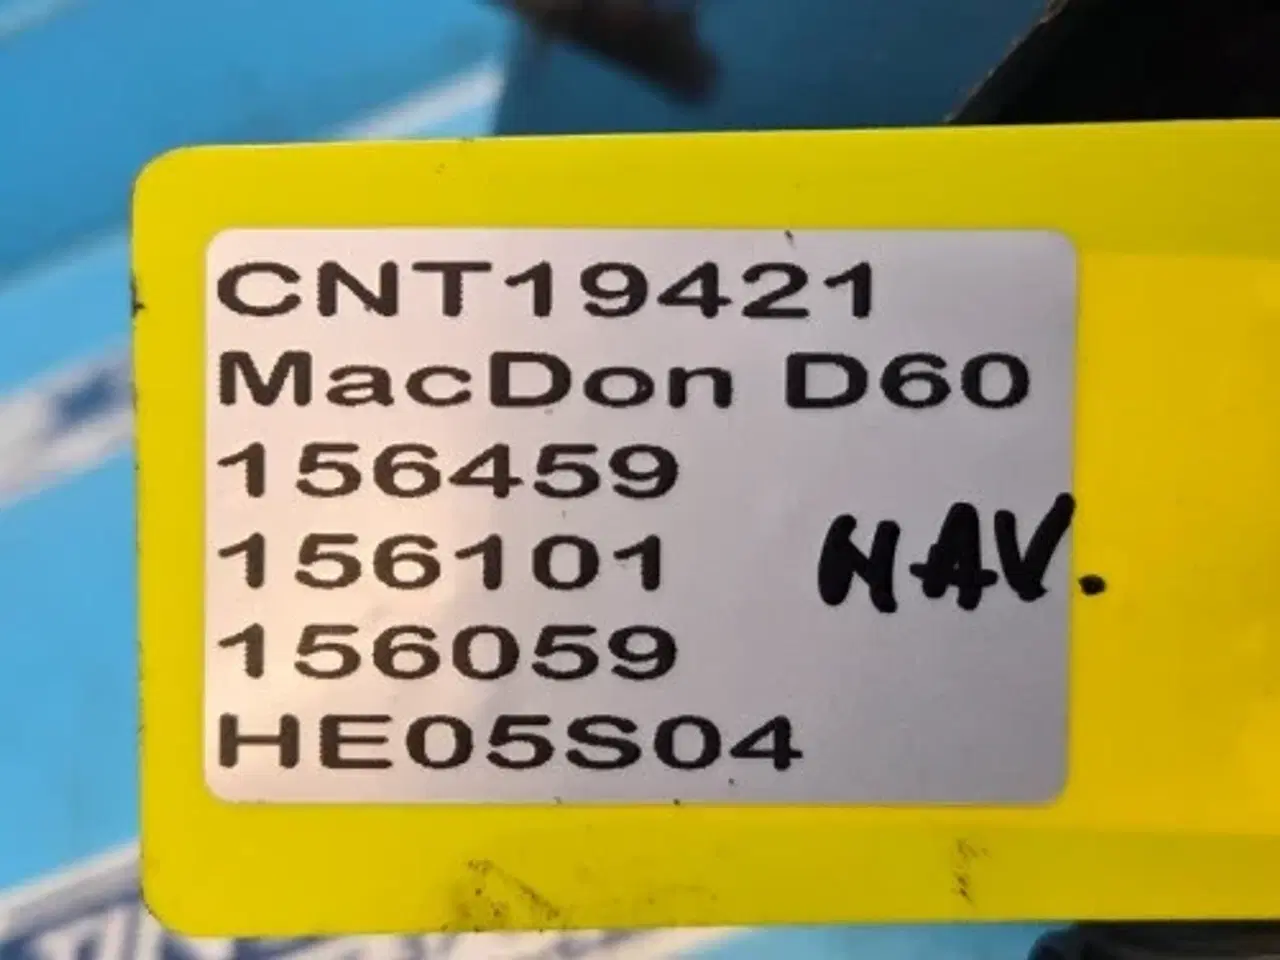 CNT19421
MacDon D60
156459
156101
NAV.
156059
HE05S04